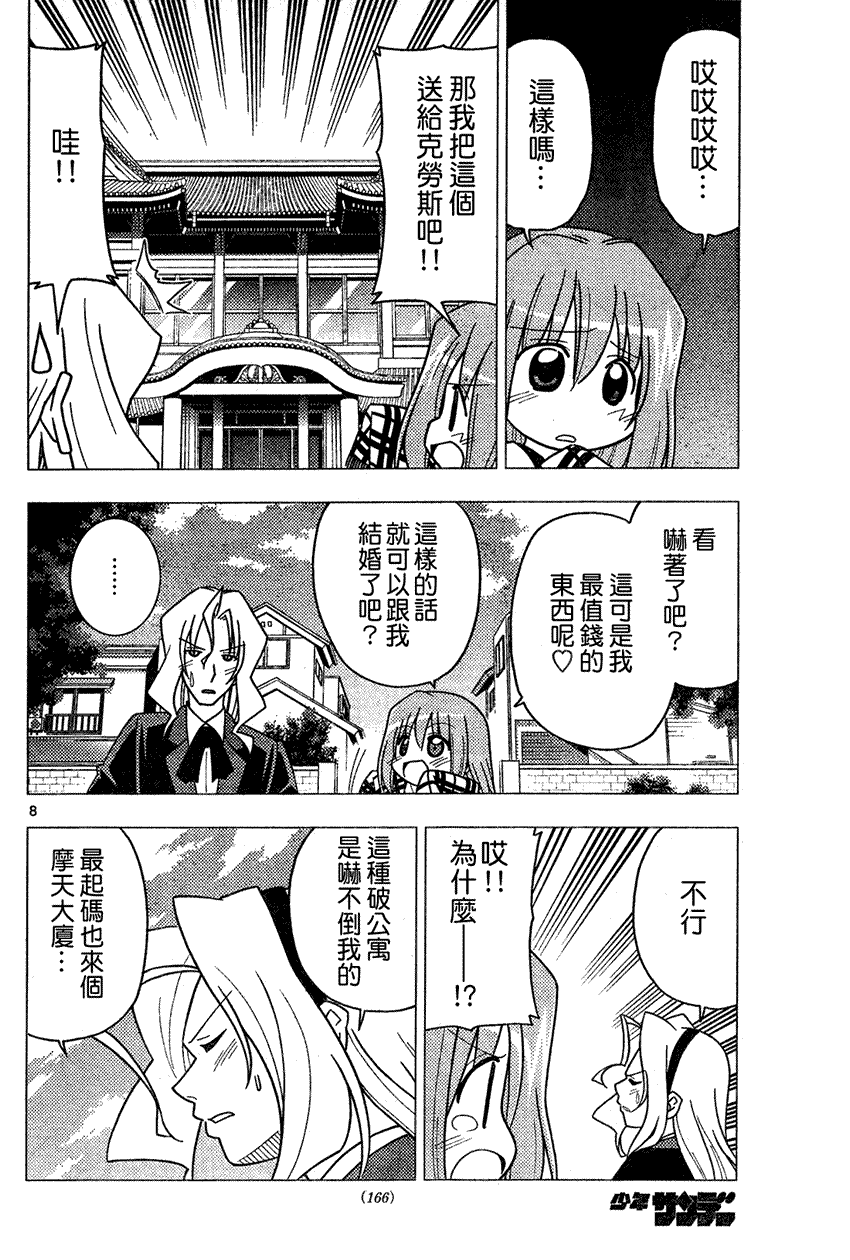 哎哎哎哎…
這樣嗎…
那我把這個
送給克勞斯吧!!
哇!!
看
嚇著了吧？
這可是我
最值錢的
東西呢♡
這樣的話
就可以跟我
結婚了吧？
……
8
不行
哎!!
為什麼——!?
這種破公寓
是嚇不倒我的
最起碼也來個
摩天大廈…
(166)
少年サンデー